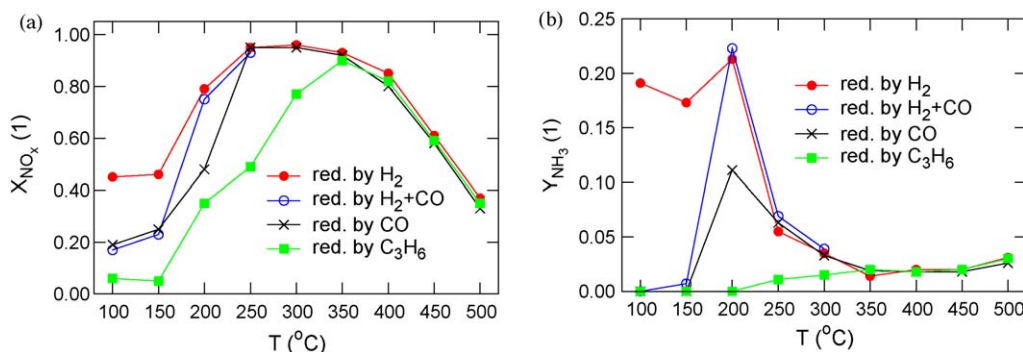 (a)
1.00
0.80
0.60
0.40
0.20
0.00
X_NOx (1)
red. by H2
red. by H2+CO
red. by CO
red. by C3H6
100 150 200 250 300 350 400 450 500
T (°C)
(b)
0.25
0.20
0.15
0.10
0.05
0.00
Y_NH3 (1)
red. by H2
red. by H2+CO
red. by CO
red. by C3H6
100 150 200 250 300 350 400 450 500
T (°C)